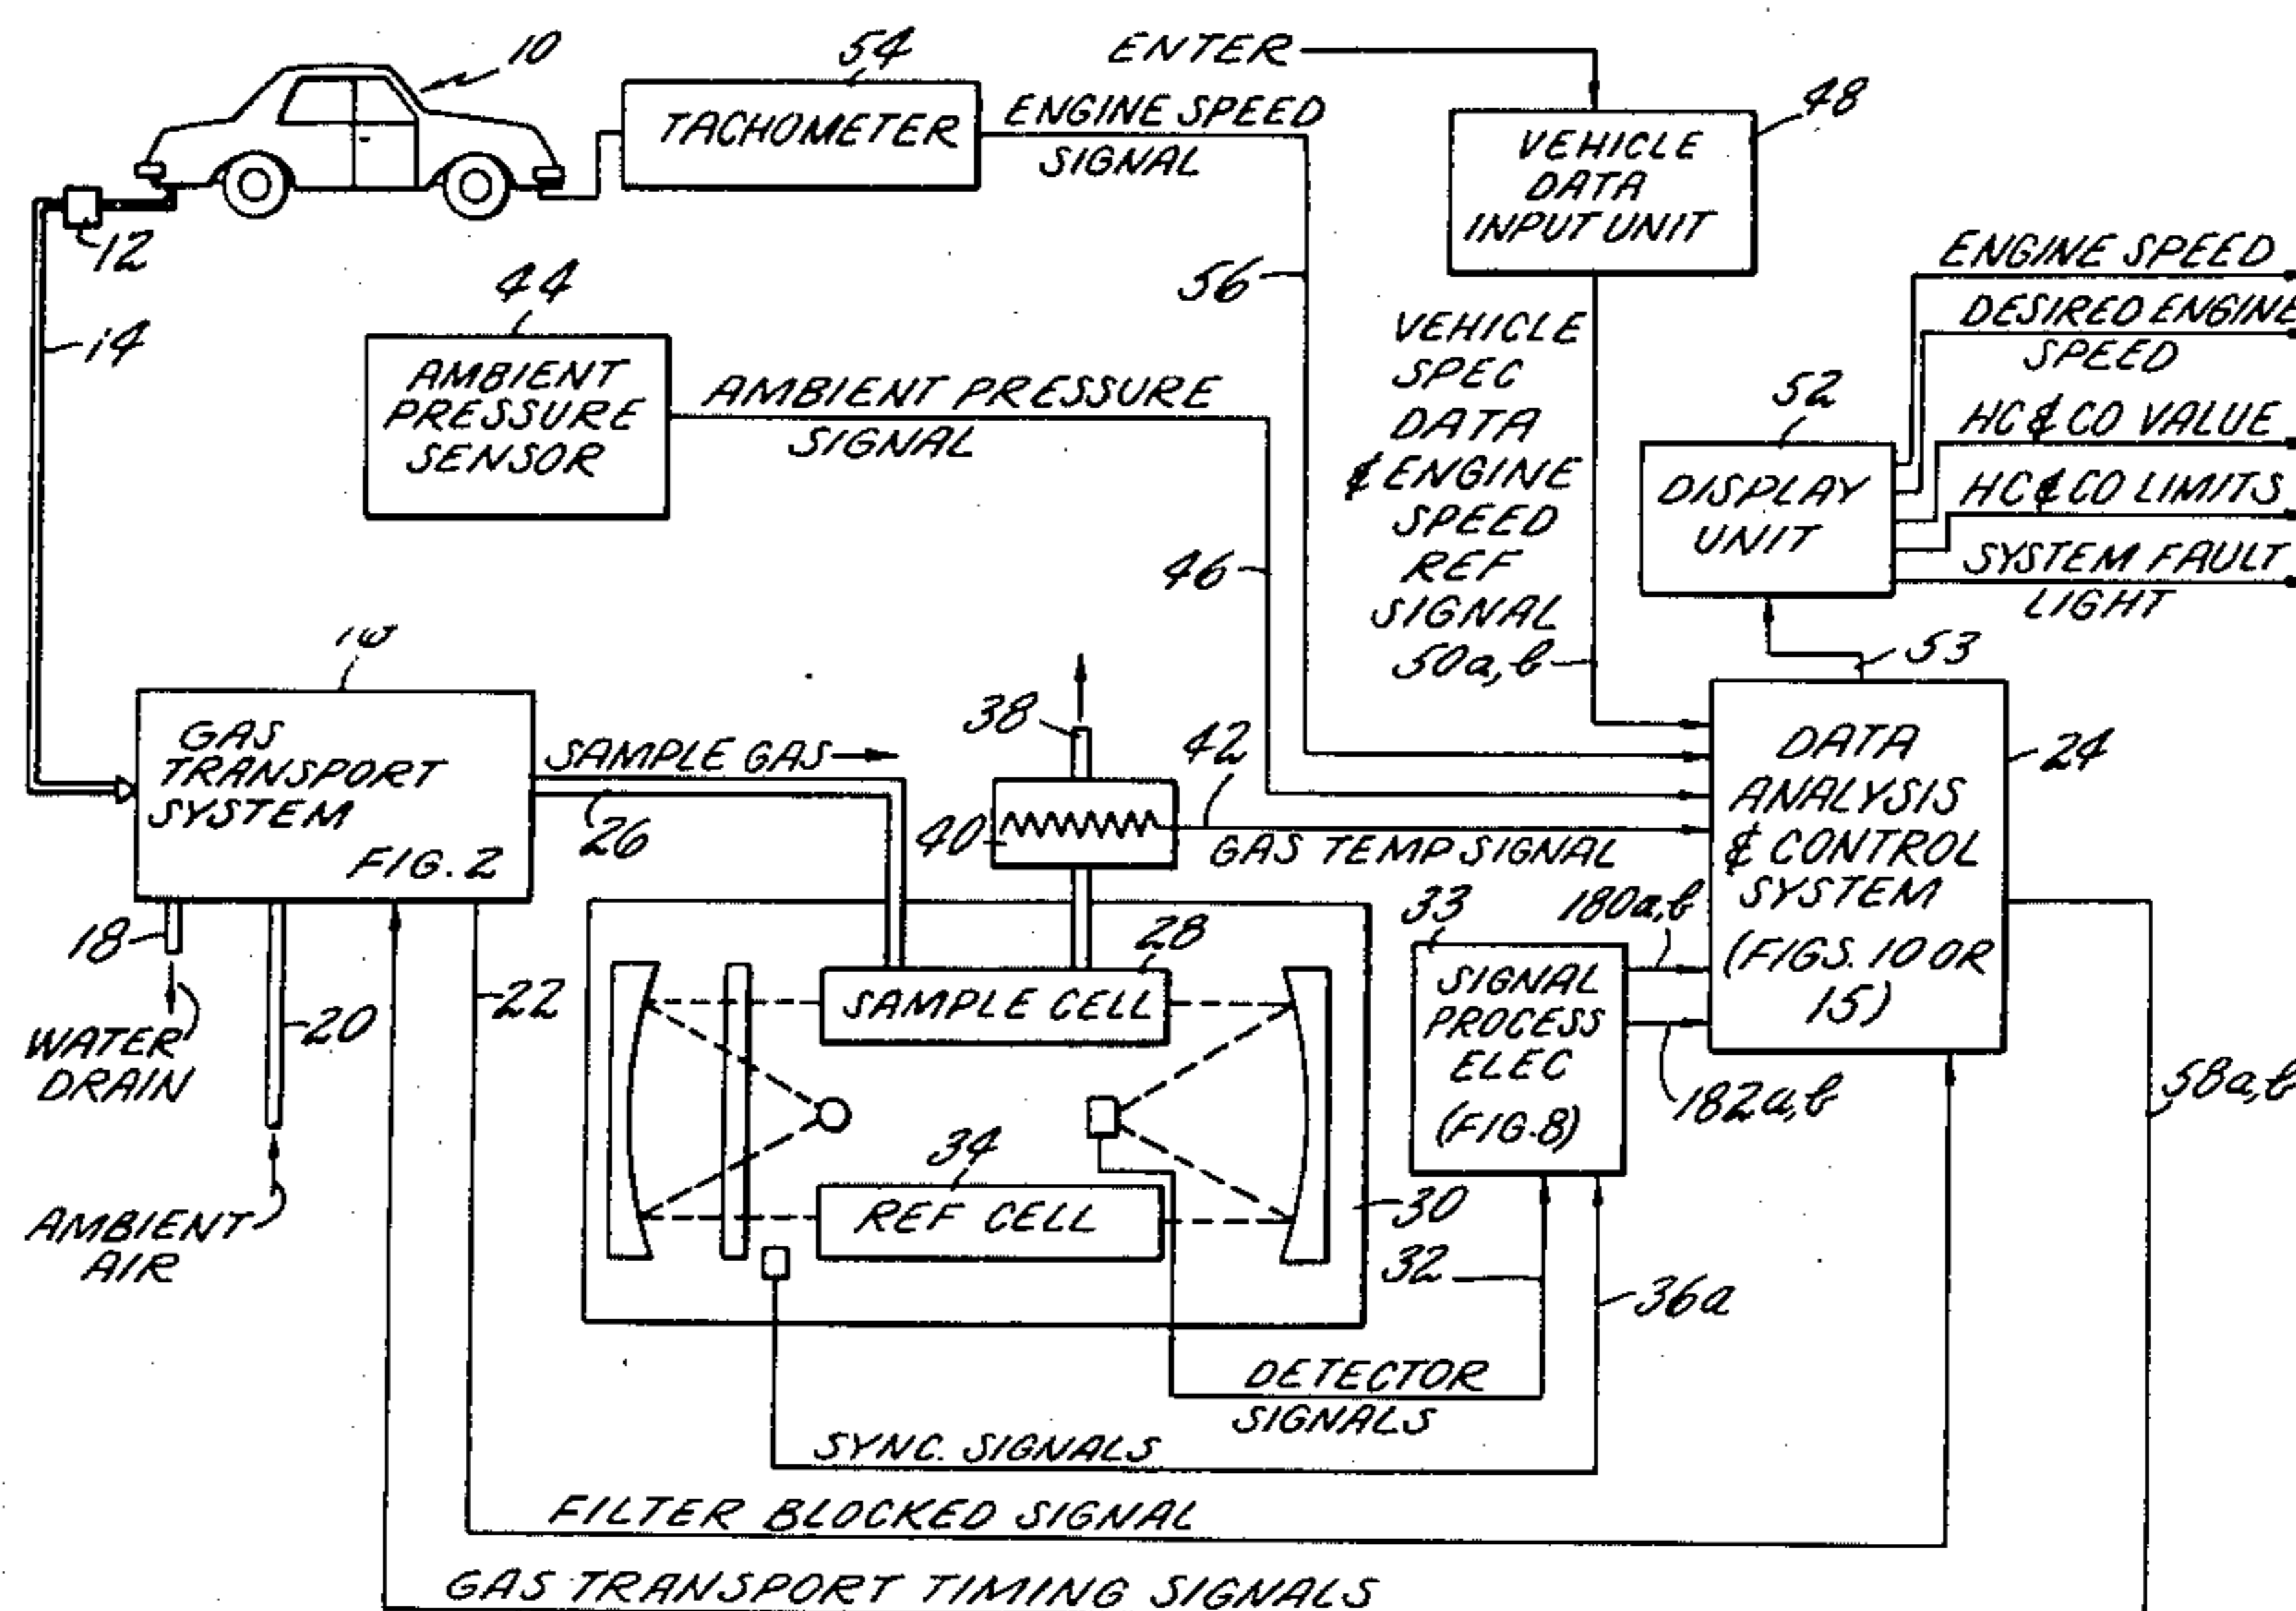 10
54
ENTER
TACHOMETER
ENGINE SPEED
SIGNAL
48
VEHICLE
DATA
INPUT UNIT
12
14
44
AMBIENT
PRESSURE
SENSOR
AMBIENT PRESSURE
SIGNAL
56
46
VEHICLE
SPEC
DATA
& ENGINE
SPEED
REF
SIGNAL
50a,b
ENGINE SPEED
DESIRED ENGINE
SPEED
HC & CO VALUE
HC & CO LIMITS
SYSTEM FAULT
LIGHT
52
DISPLAY
UNIT
53
GAS
TRANSPORT
SYSTEM
FIG. 2
SAMPLE GAS
26
38
40
42
GAS TEMP SIGNAL
DATA
ANALYSIS
& CONTROL
SYSTEM
(FIGS. 10 OR
15)
24
18
WATER
DRAIN
20
AMBIENT
AIR
22
28
SAMPLE CELL
34
REF CELL
30
33
SIGNAL
PROCESS
ELEC
(FIG. 8)
180a,b
182a,b
58a,b
32
36a
DETECTOR
SIGNALS
SYNC. SIGNALS
FILTER BLOCKED SIGNAL
GAS TRANSPORT TIMING SIGNALS